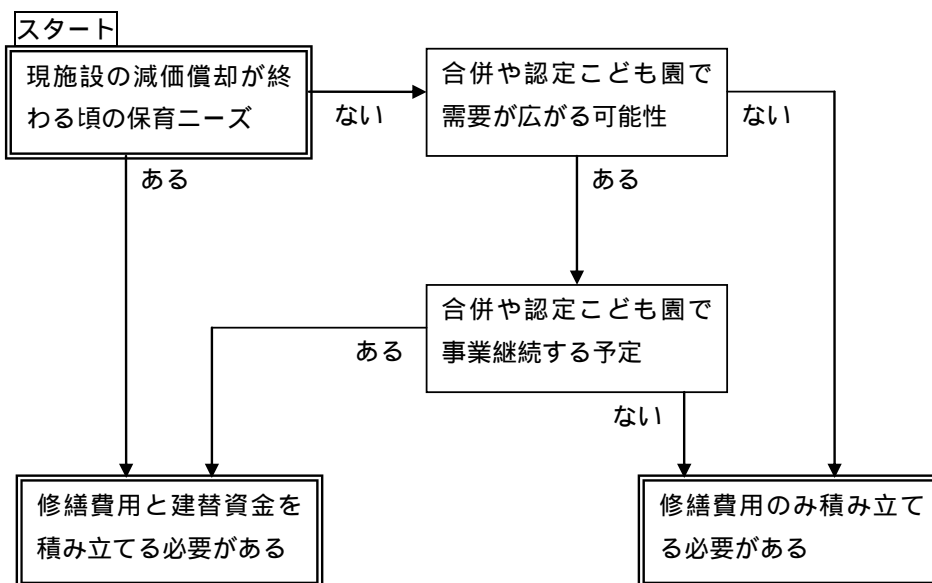 スタート
現施設の減価償却が終
わる頃の保育ニーズ
ない
合併や認定こども園で
需要が広がる可能性
ない
ある
ある
合併や認定こども園で
事業継続する予定
ある
ない
修繕費用と建替資金を
積み立てる必要がある
修繕費用のみ積み立て
る必要がある